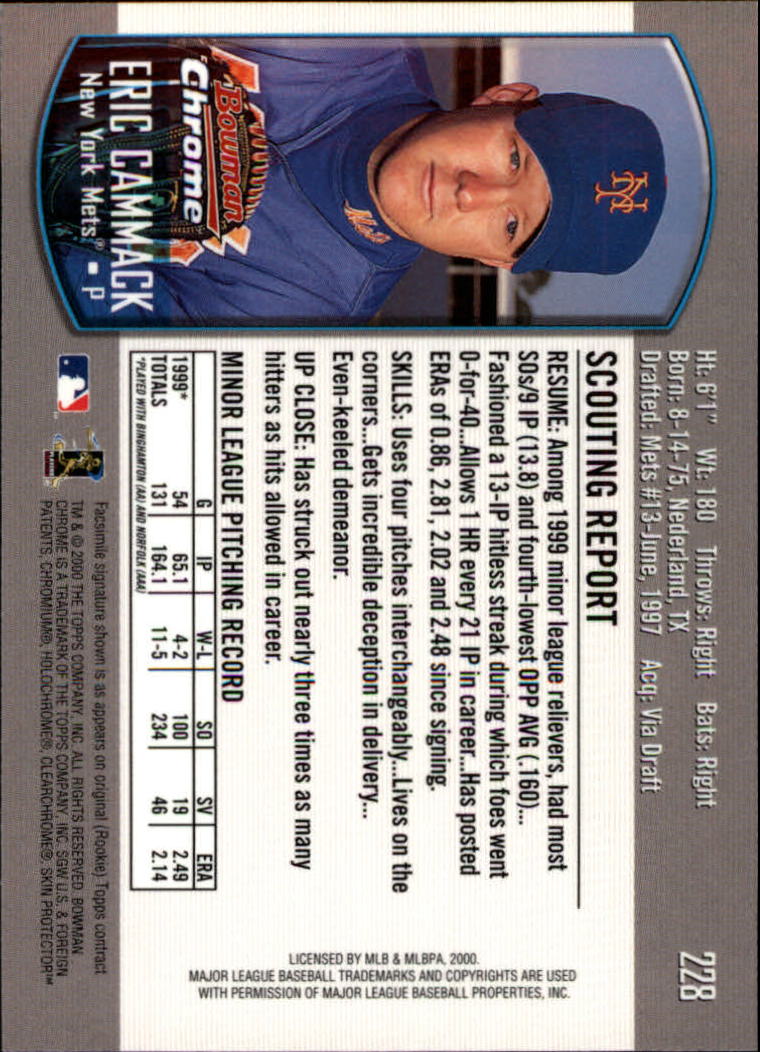 Ht: 6'1" Wt: 180 Throws: Right Bats: Right
Born: 8-14-75, Nederland, TX
Drafted: Mets #13-June, 1997 Acq: Via Draft
228
NY
Mets
Bowman
Chrome
ERIC CAMMACK
New York Mets® ▪ P
SCOUTING REPORT
RESUME: Among 1999 minor league relievers, had most
SOs/9 IP (13.8) and fourth-lowest OPP AVG (.160)...
Fashioned a 13-IP hitless streak during which foes went
0-for-40...Allows 1 HR every 21 IP in career...Has posted
ERAs of 0.86, 2.81, 2.02 and 2.48 since signing.
SKILLS: Uses four pitches interchangeably...Lives on the
corners...Gets incredible deception in delivery...
Even-keeled demeanor.
UP CLOSE: Has struck out nearly three times as many
hitters as hits allowed in career.
MINOR LEAGUE PITCHING RECORD
G IP W-L SO SV ERA
1999* 54 65.1 4-2 100 19 2.49
TOTALS 131 164.1 11-5 234 46 2.14
*PLAYED WITH BINGHAMTON (AA) AND NORFOLK (AAA)
LICENSED BY MLB & MLBPA, 2000.
MAJOR LEAGUE BASEBALL TRADEMARKS AND COPYRIGHTS ARE USED
WITH PERMISSION OF MAJOR LEAGUE BASEBALL PROPERTIES, INC.
PLAYERS
Facsimile signature shown is as appears on original (Rookie) Topps contract
TM & © 2000 THE TOPPS COMPANY, INC. ALL RIGHTS RESERVED. BOWMAN
CHROME IS A TRADEMARK OF THE TOPPS COMPANY, INC. SGW U.S. & FOREIGN
PATENTS: CHROMIUM®, HOLOCHROME®, CLEARCHROME®, SKIN PROTECTOR™